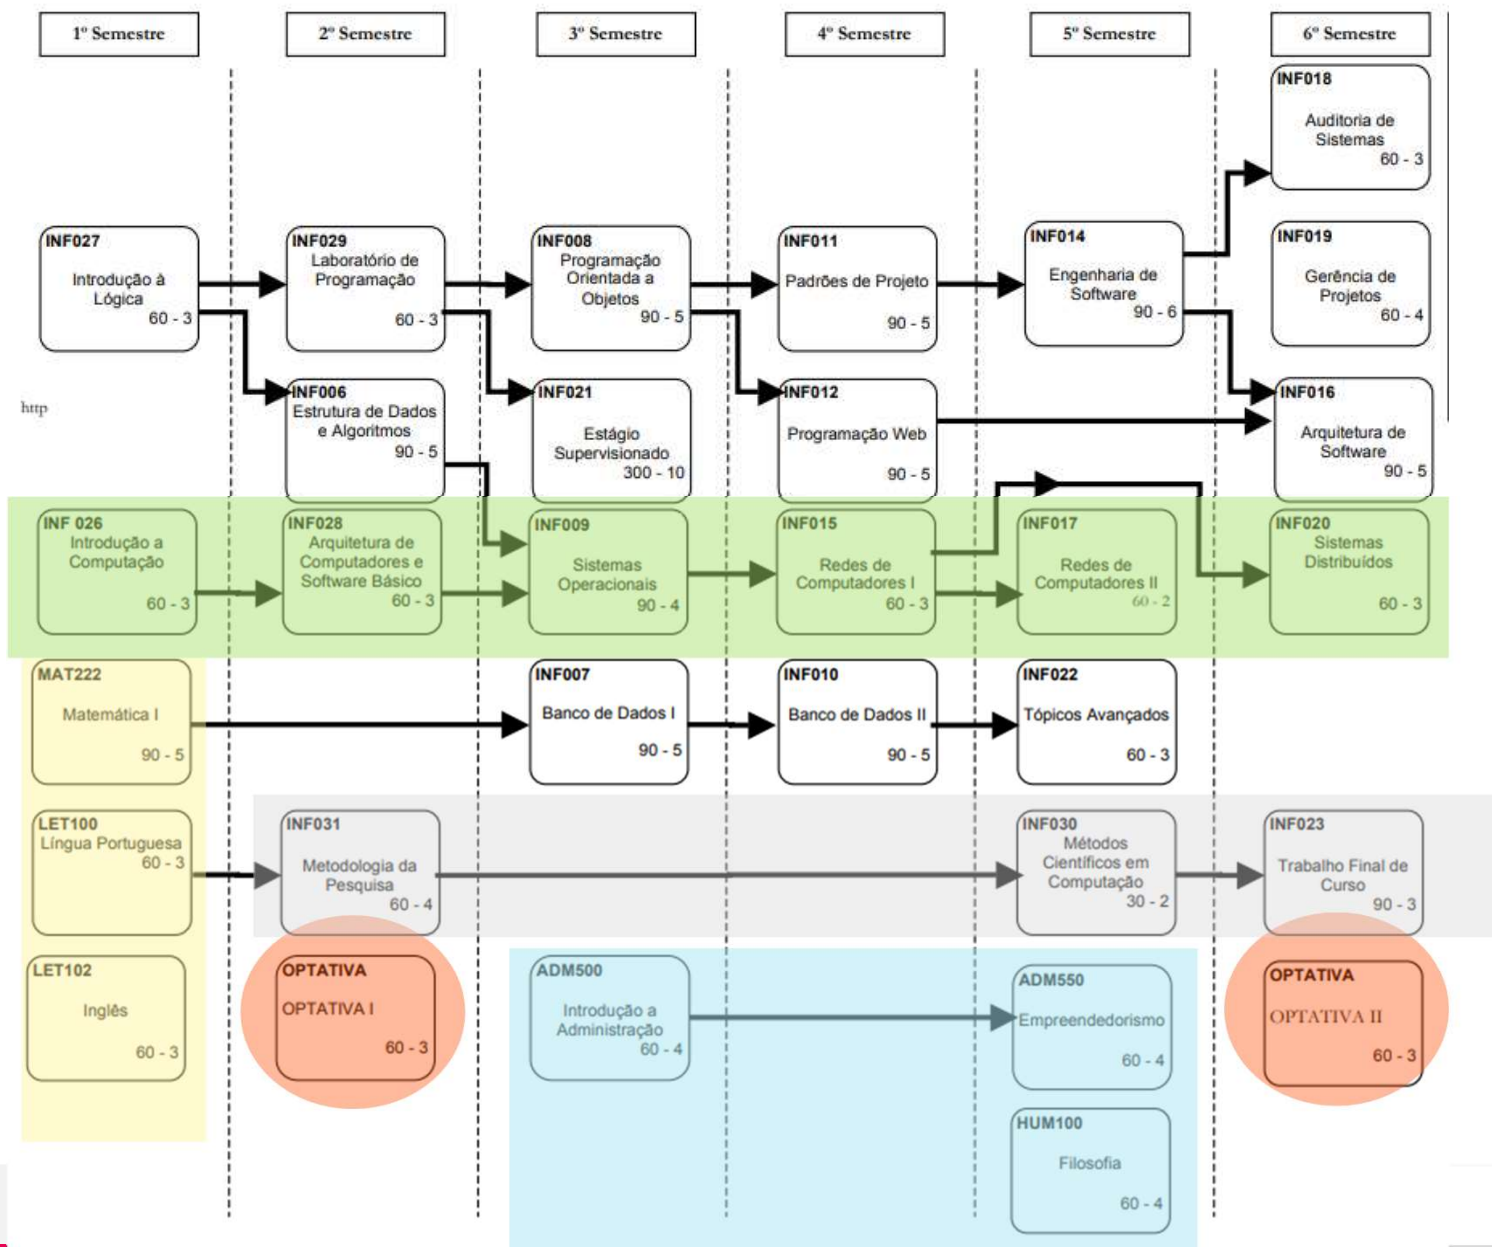 1º Semestre
2º Semestre
3º Semestre
4º Semestre
5º Semestre
6º Semestre
INF018
Auditoria de
Sistemas
60 - 3
INF027
Introdução à
Lógica
60 - 3
INF029
Laboratório de
Programação
60 - 3
INF008
Programação
Orientada a
Objetos
90 - 5
INF011
Padrões de Projeto
90 - 5
INF014
Engenharia de
Software
90 - 6
INF019
Gerência de
Projetos
60 - 4
http
INF006
Estrutura de Dados
e Algoritmos
90 - 5
INF021
Estágio
Supervisionado
300 - 10
INF012
Programação Web
90 - 5
INF016
Arquitetura de
Software
90 - 5
INF 026
Introdução a
Computação
60 - 3
INF028
Arquitetura de
Computadores e
Software Básico
60 - 3
INF009
Sistemas
Operacionais
90 - 4
INF015
Redes de
Computadores I
60 - 3
INF017
Redes de
Computadores II
60 - 2
INF020
Sistemas
Distribuídos
60 - 3
MAT222
Matemática I
90 - 5
INF007
Banco de Dados I
90 - 5
INF010
Banco de Dados II
90 - 5
INF022
Tópicos Avançados
60 - 3
LET100
Língua Portuguesa
60 - 3
INF031
Metodologia da
Pesquisa
60 - 4
INF030
Métodos
Científicos em
Computação
30 - 2
INF023
Trabalho Final de
Curso
90 - 3
LET102
Inglês
60 - 3
OPTATIVA
OPTATIVA I
60 - 3
ADM500
Introdução a
Administração
60 - 4
ADM550
Empreendedorismo
60 - 4
OPTATIVA
OPTATIVA II
60 - 3
HUM100
Filosofia
60 - 4